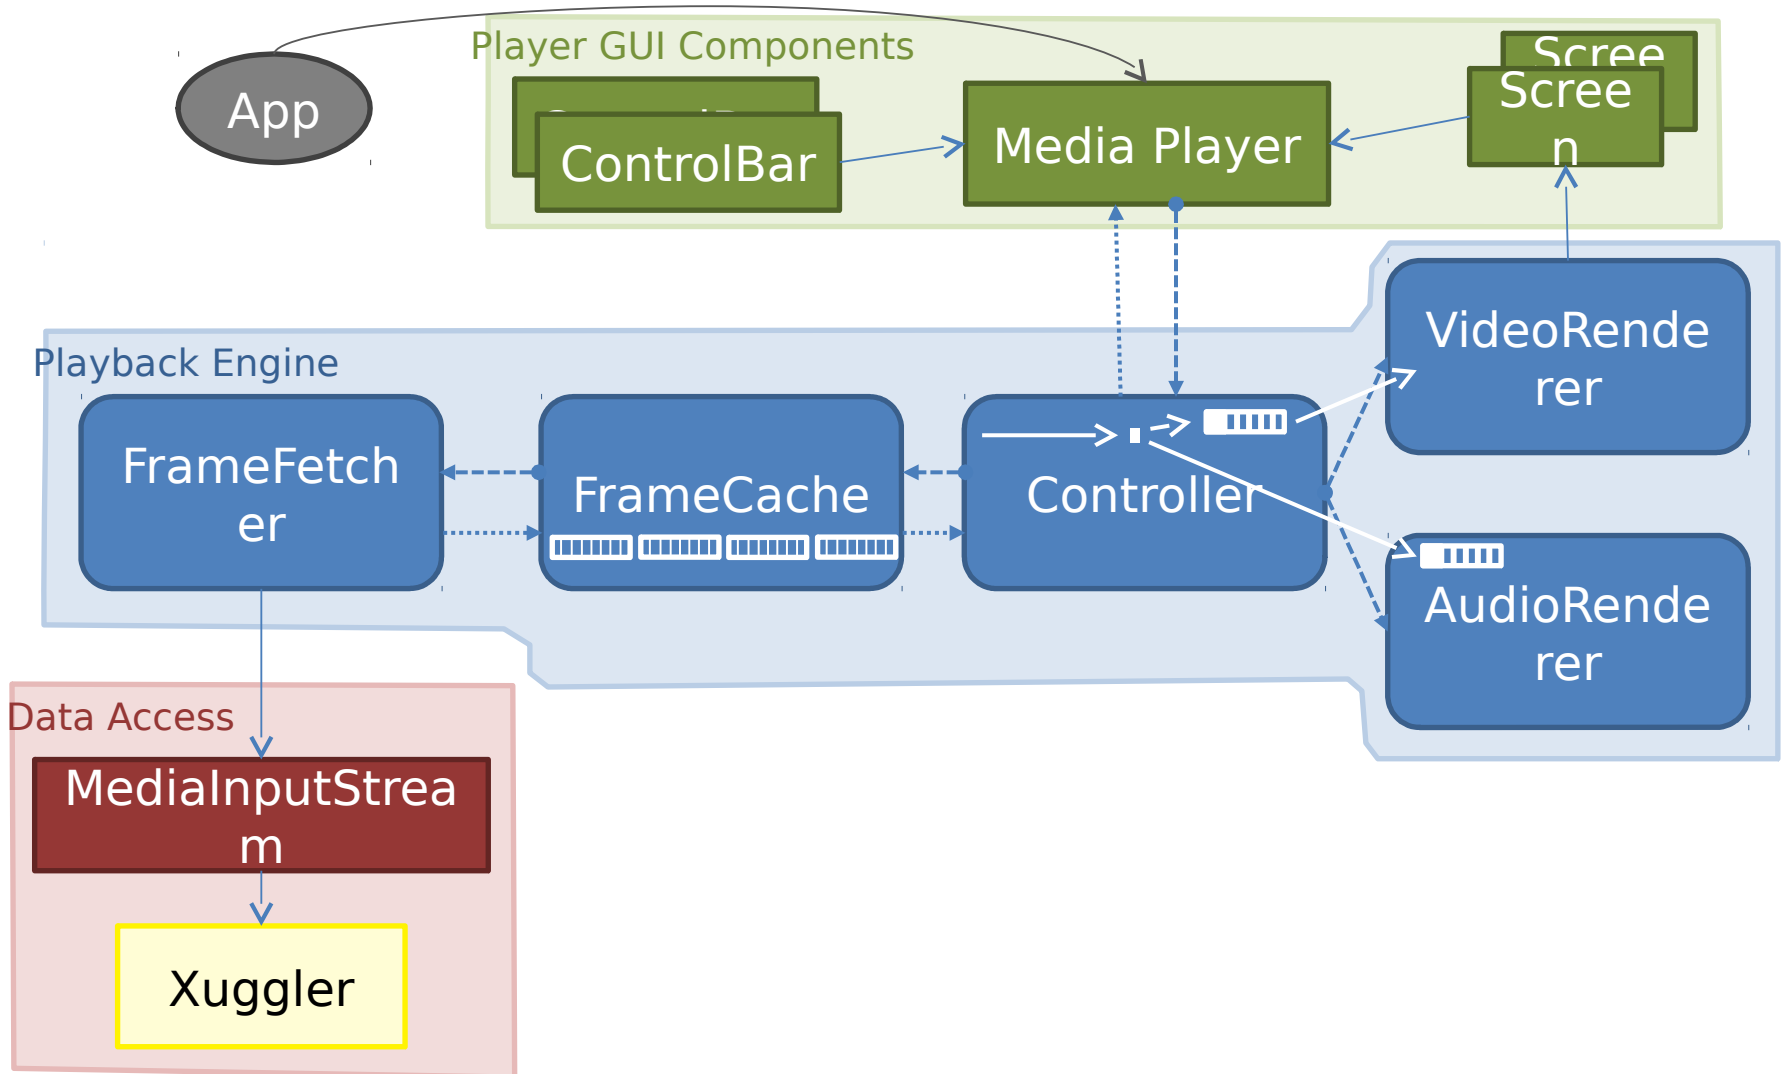 App
Player GUI Components
ControlBar
Media Player
Scree
Scree
n
Playback Engine
FrameFetch
er
FrameCache
Controller
VideoRende
rer
AudioRende
rer
Data Access
MediaInputStrea
m
Xuggler